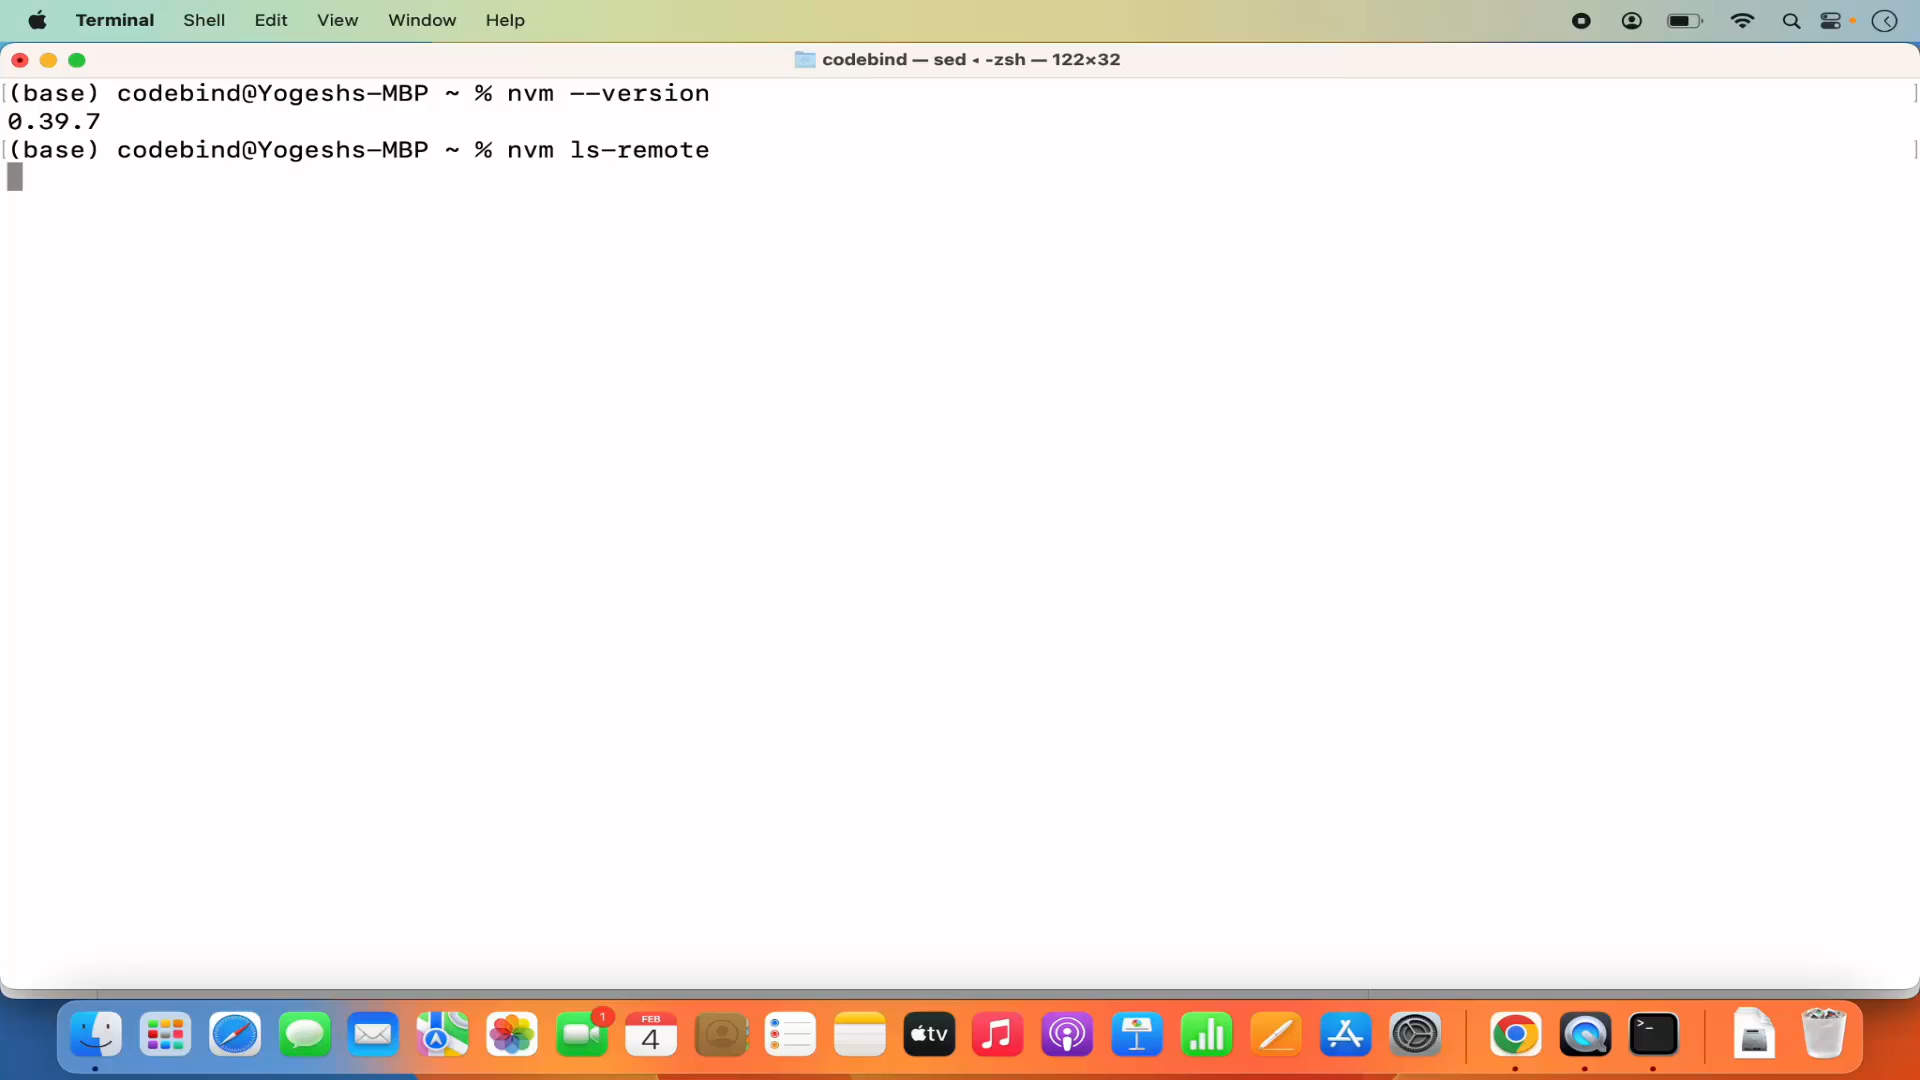 Terminal Shell Edit View Window Help
codebind — sed ◂ -zsh — 122×32
(base) codebind@Yogeshs-MBP ~ % nvm --version
0.39.7
(base) codebind@Yogeshs-MBP ~ % nvm ls-remote
1
FEB
4
tv
>_